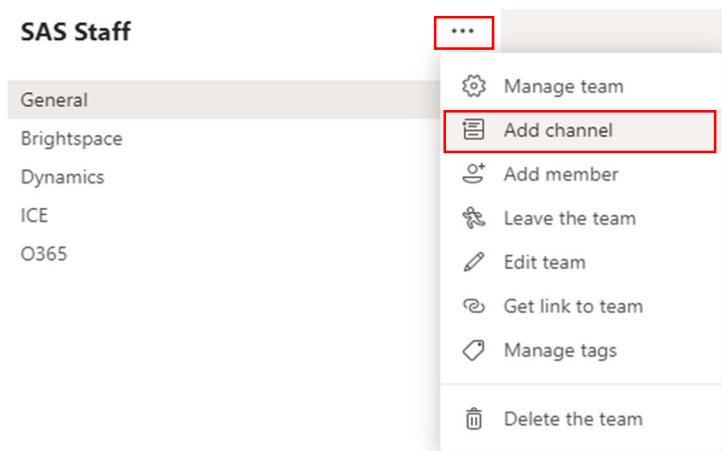 SAS Staff
...
General
Brightspace
Dynamics
ICE
O365
Manage team
Add channel
Add member
Leave the team
Edit team
Get link to team
Manage tags
Delete the team